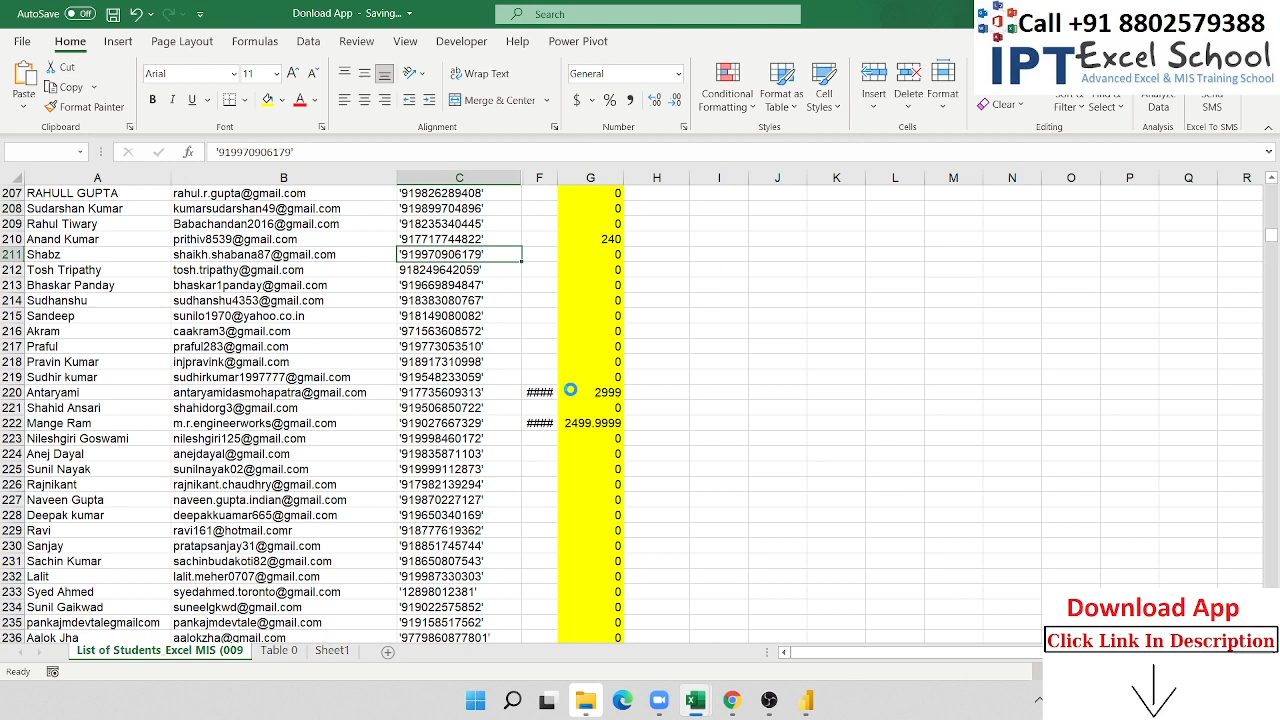 AutoSave Off Donload App - Saving... Search
Call +91 8802579388
IPT Excel School
Advanced Excel & MIS Training School
File Home Insert Page Layout Formulas Data Review View Developer Help Power Pivot
Paste Cut Copy Format Painter Clipboard
Arial 11 B I U A A Font
Wrap Text Merge & Center Alignment
General $ % , Number
Conditional Formatting Format as Table Cell Styles Styles
Insert Delete Format Cells
Clear Filter Select Editing
Data Analysis
Send SMS Excel To SMS
fx '919970906179'
A B C F G H I J K L M N O P Q R
207 RAHULL GUPTA rahul.r.gupta@gmail.com '919826289408' 0
208 Sudarshan Kumar kumarsudarshan49@gmail.com '919899704896' 0
209 Rahul Tiwary Babachandan2016@gmail.com '918235340445' 0
210 Anand Kumar prithiv8539@gmail.com '917717744822' 240
211 Shabz shaikh.shabana87@gmail.com '919970906179' 0
212 Tosh Tripathy tosh.tripathy@gmail.com 918249642059' 0
213 Bhaskar Panday bhaskar1panday@gmail.com '919669894847' 0
214 Sudhanshu sudhanshu4353@gmail.com '918383080767' 0
215 Sandeep sunilo1970@yahoo.co.in '918149080082' 0
216 Akram caakram3@gmail.com '971563608572' 0
217 Praful praful283@gmail.com '919773053510' 0
218 Pravin Kumar injpravink@gmail.com '918917310998' 0
219 Sudhir kumar sudhirkumar1997777@gmail.com '919548233059' 0
220 Antaryami antaryamidasmohapatra@gmail.com '917735609313' #### 2999
221 Shahid Ansari shahidorg3@gmail.com '919506850722' 0
222 Mange Ram m.r.engineerworks@gmail.com '919027667329' #### 2499.9999
223 Nileshgiri Goswami nileshgiri125@gmail.com '919998460172' 0
224 Anej Dayal anejdayal@gmail.com '919835871103' 0
225 Sunil Nayak sunilnayak02@gmail.com '919999112873' 0
226 Rajnikant rajnikant.chaudhry@gmail.com '917982139294' 0
227 Naveen Gupta naveen.gupta.indian@gmail.com '919870227127' 0
228 Deepak kumar deepakkuamar665@gmail.com '919650340169' 0
229 Ravi ravi161@hotmail.comr '918777619362' 0
230 Sanjay pratapsanjay31@gmail.com '918851745744' 0
231 Sachin Kumar sachinbudakoti82@gmail.com '918650807543' 0
232 Lalit lalit.meher0707@gmail.com '919987330303' 0
233 Syed Ahmed syedahmed.toronto@gmail.com '12898012381' 0
234 Sunil Gaikwad suneelgkwd@gmail.com '919022575852' 0
235 pankajmdevtalegmailcom pankajmdevtale@gmail.com '919158317532' 0
236 Aalok Jha aalokzha@gmail.com '9779860877801' 0
List of Students_Excel MIS (009 Table 0 Sheet1
Ready
Download App
Click Link In Description